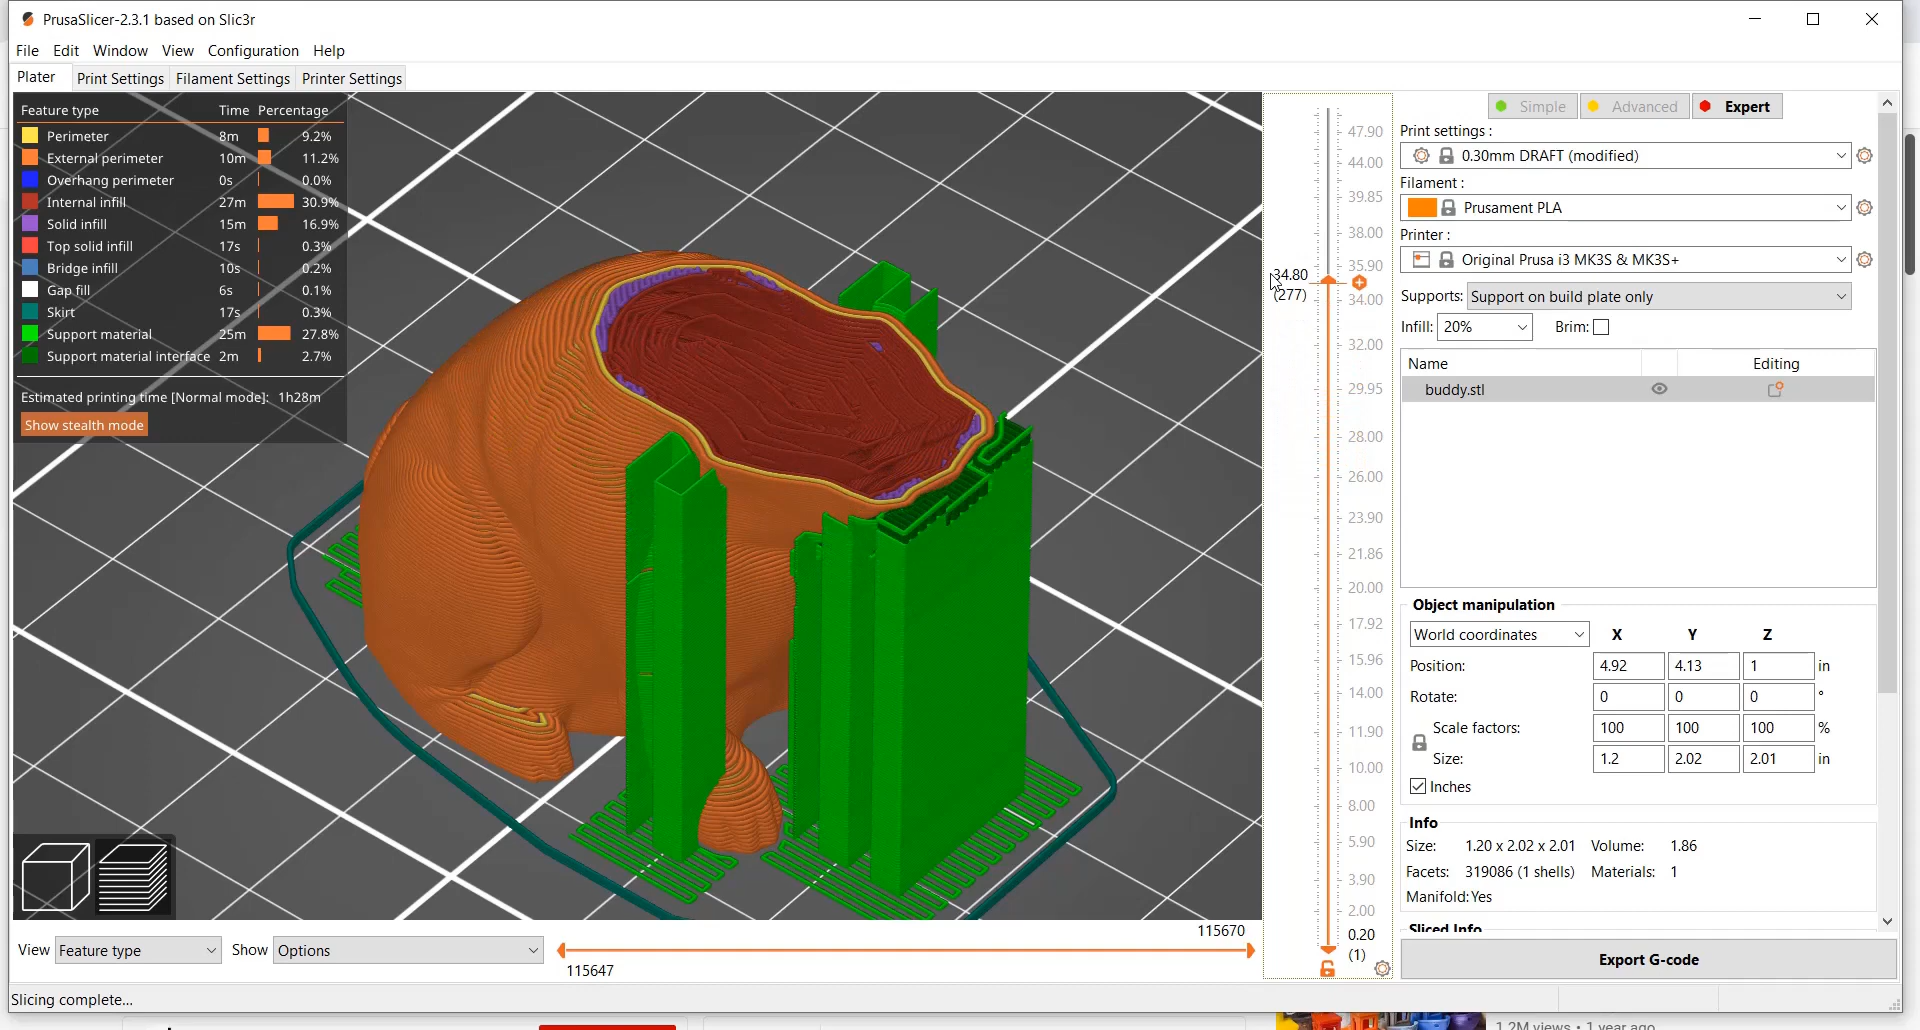 PrusaSlicer-2.3.1 based on Slic3r
File Edit Window View Configuration Help
Plater Print Settings Filament Settings Printer Settings
Feature type Time Percentage
Perimeter 8m 9.2%
External perimeter 10m 11.2%
Overhang perimeter 0s 0.0%
Internal infill 27m 30.9%
Solid infill 15m 16.9%
Top solid infill 17s 0.3%
Bridge infill 10s 0.2%
Gap fill 6s 0.1%
Skirt 17s 0.3%
Support material 25m 27.8%
Support material interface 2m 2.7%
Estimated printing time [Normal mode]: 1h28m
Show stealth mode
47.90
44.00
39.85
38.00
35.90
34.80
(277)
34.00
32.00
29.95
28.00
26.00
23.90
21.86
20.00
17.92
15.96
14.00
11.90
10.00
8.00
5.90
3.90
2.00
0.20
(1)
Simple Advanced Expert
Print settings :
0.30mm DRAFT (modified)
Filament :
Prusament PLA
Printer :
Original Prusa i3 MK3S & MK3S+
Supports: Support on build plate only
Infill: 20% Brim:
Name Editing
buddy.stl
Object manipulation
World coordinates X Y Z
Position: 4.92 4.13 1 in
Rotate: 0 0 0 °
Scale factors: 100 100 100 %
Size: 1.2 2.02 2.01 in
Inches
Info
Size: 1.20 x 2.02 x 2.01 Volume: 1.86
Facets: 319086 (1 shells) Materials: 1
Manifold: Yes
Sliced Info
Export G-code
View Feature type Show Options
115670
115647
Slicing complete...
1.2M views • 1 year ago